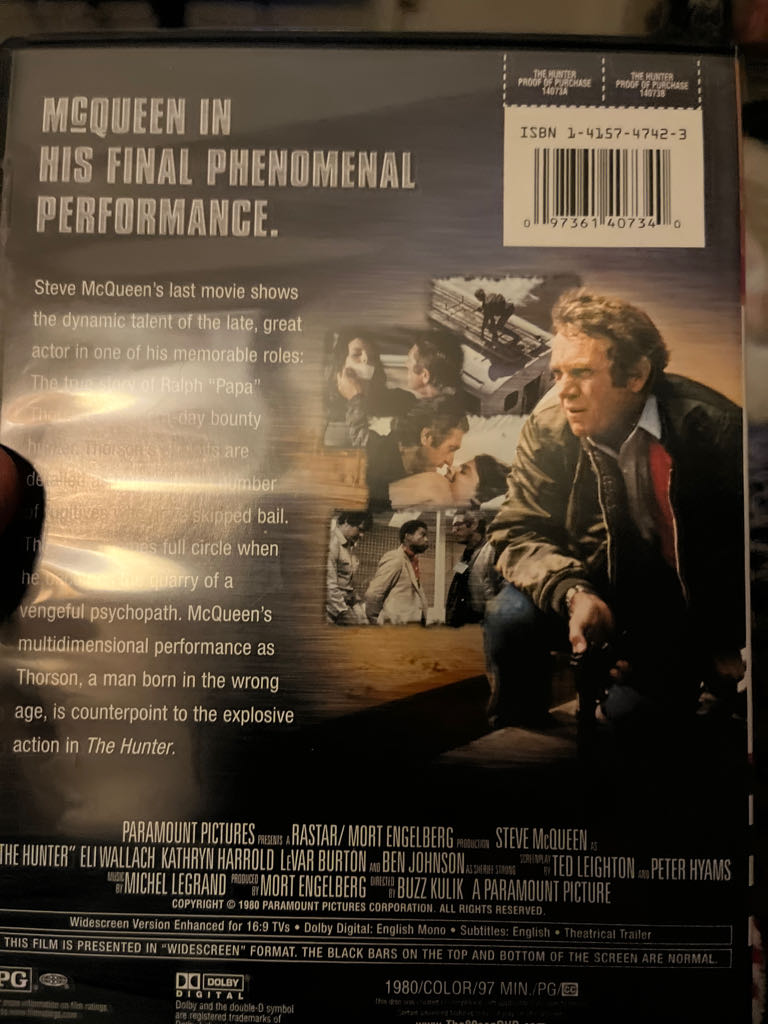 THE HUNTER
PROOF OF PURCHASE
14073A
THE HUNTER
PROOF OF PURCHASE
14073B
McQUEEN IN
HIS FINAL PHENOMENAL
PERFORMANCE.
ISBN 1-4157-4742-3
0 97361 40734 0
Steve McQueen's last movie shows
the dynamic talent of the late, great
actor in one of his memorable roles:
The true story of Ralph "Papa"
-day bounty
Thorson's are
number
of fugitives skipped bail.
full circle when
he quarry of a
vengeful psychopath. McQueen's
multidimensional performance as
Thorson, a man born in the wrong
age, is counterpoint to the explosive
action in The Hunter.
PARAMOUNT PICTURES PRESENTS A RASTAR/ MORT ENGELBERG PRODUCTION STEVE McQUEEN AS
THE HUNTER" ELI WALLACH KATHRYN HARROLD LeVAR BURTON AND BEN JOHNSON AS SHERIFF STRONG SCREENPLAY BY TED LEIGHTON AND PETER HYAMS
MUSIC BY MICHEL LEGRAND PRODUCED BY MORT ENGELBERG DIRECTED BY BUZZ KULIK A PARAMOUNT PICTURE
COPYRIGHT © 1980 PARAMOUNT PICTURES CORPORATION. ALL RIGHTS RESERVED.
Widescreen Version Enhanced for 16:9 TVs • Dolby Digital: English Mono • Subtitles: English • Theatrical Trailer
THIS FILM IS PRESENTED IN "WIDESCREEN" FORMAT. THE BLACK BARS ON THE TOP AND BOTTOM OF THE SCREEN ARE NORMAL.
PG
DOLBY
DIGITAL
Dolby and the double-D symbol
are registered trademarks of
1980/COLOR/97 MIN./PG/CC